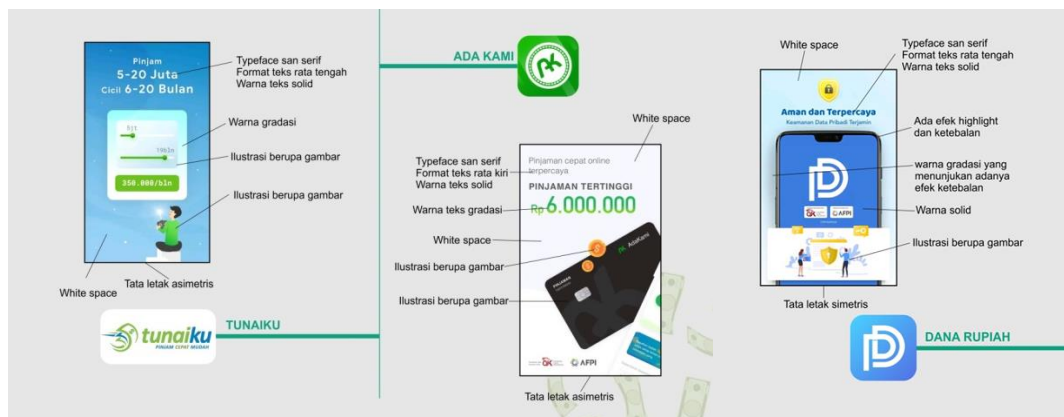 Pinjam
5-20 Juta
Cicil 6-20 Bulan
5jt
19bln
350.000/bln
Typeface san serif
Format teks rata tengah
Warna teks solid
Warna gradasi
Ilustrasi berupa gambar
Ilustrasi berupa gambar
White space
Tata letak asimetris
tunaiku
PINJAM CEPAT MUDAH
TUNAIKU
ADA KAMI
White space
Typeface san serif
Format teks rata kiri
Warna teks solid
Warna teks gradasi
White space
Ilustrasi berupa gambar
Ilustrasi berupa gambar
Pinjaman cepat online
terpercaya
PINJAMAN TERTINGGI
Rp 6.000.000
AdaKami
AFPI
Tata letak asimetris
White space
Typeface san serif
Format teks rata tengah
Warna teks solid
Aman dan Terpercaya
Keamanan Data Pribadi Terjamin
AFPI
Ada efek highlight
dan ketebalan
warna gradasi yang
menunjukan adanya
efek ketebalan
Warna solid
Ilustrasi berupa gambar
Tata letak simetris
DANA RUPIAH